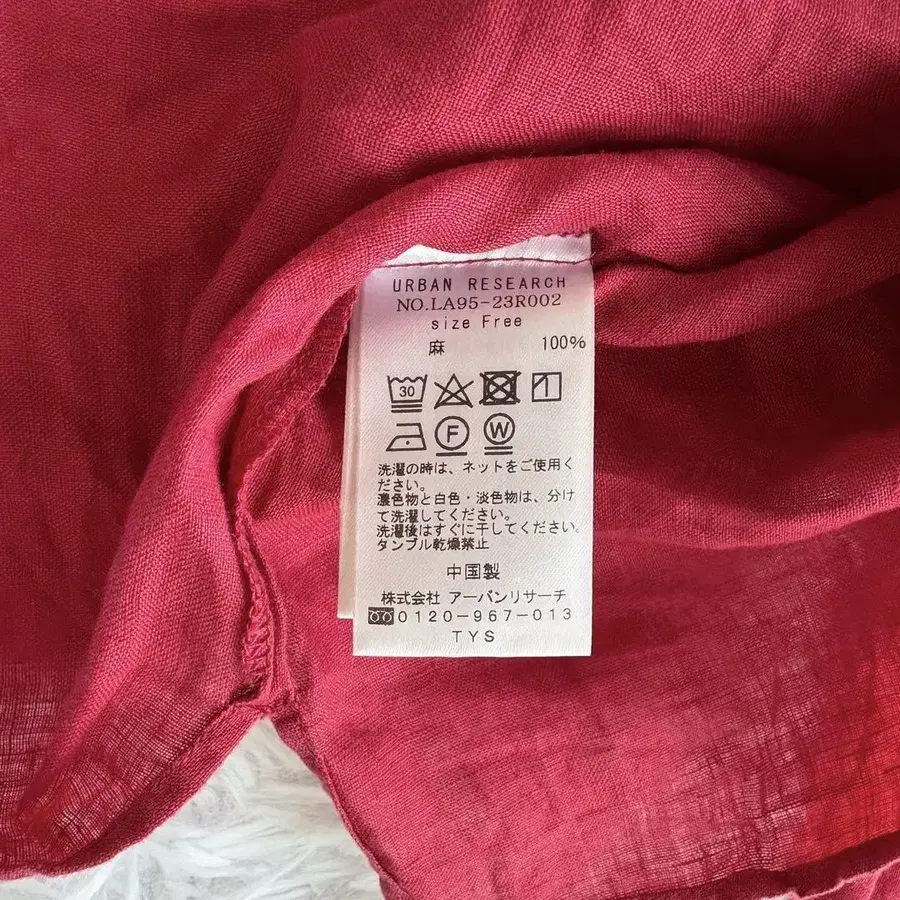 URBAN RESEARCH
NO.LA95-23R002
size Free
麻 100%
30
F W
洗濯の時は、ネットをご使用く
ださい。
濃色物と白色・淡色物は、分け
て洗濯してください。
洗濯後はすぐに干してください。
タンブル乾燥禁止
中国製
株式会社 アーバンリサーチ
0120-967-013
TYS